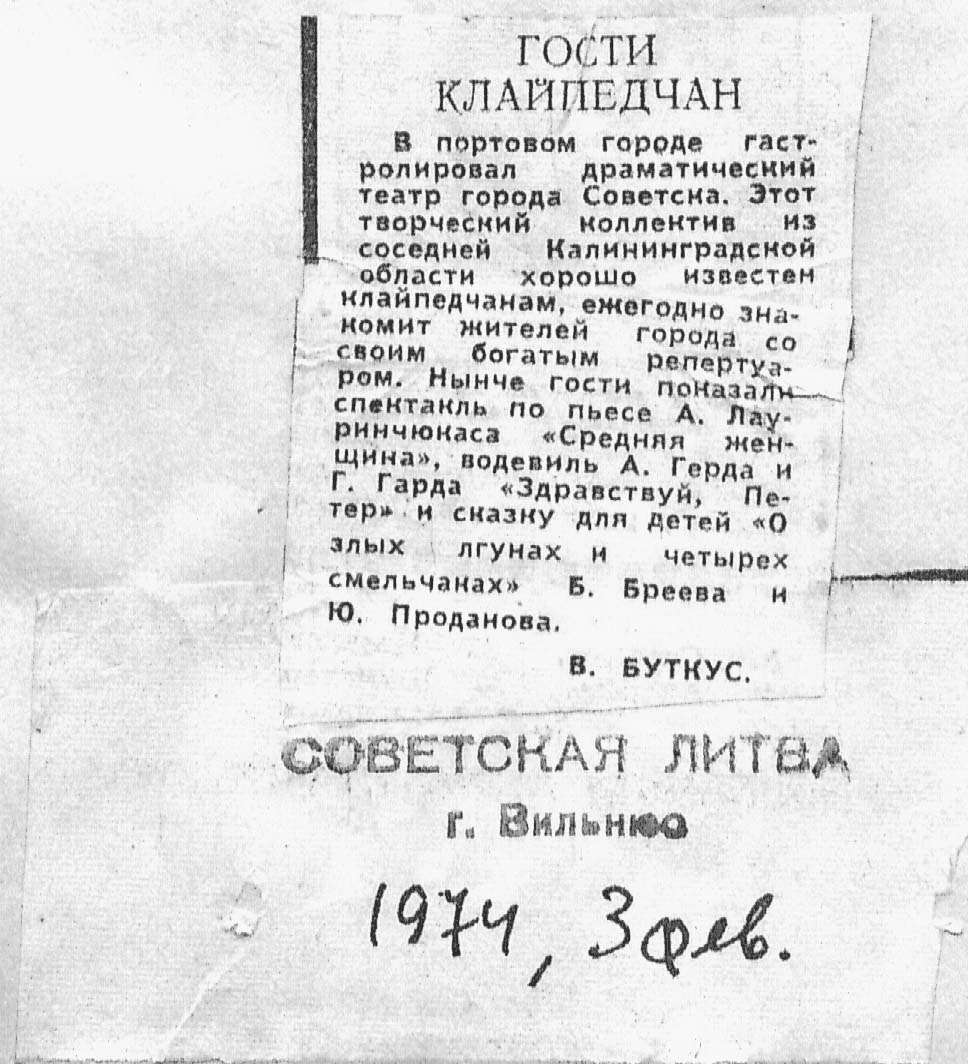 ГОСТИ
КЛАЙПЕДЧАН
В портовом городе гаст-
ролировал драматический
театр города Советска. Этот
творческий коллектив из
соседней Калининградской
области хорошо известен
клайпедчанам, ежегодно зна-
комит жителей города со
своим богатым репертуа-
ром. Нынче гости показали
спектакль по пьесе А. Лау-
ринчюкаса «Средняя жен-
щина», водевиль А. Герда и
Г. Гарда «Здравствуй, Пе-
тер» и сказку для детей «О
злых лгунах и четырех
смельчаках» Б. Бреева и
Ю. Проданова.
В. БУТКУС.
СОВЕТСКАЯ ЛИТВА
г. Вильнюс
1974, 3 фев.